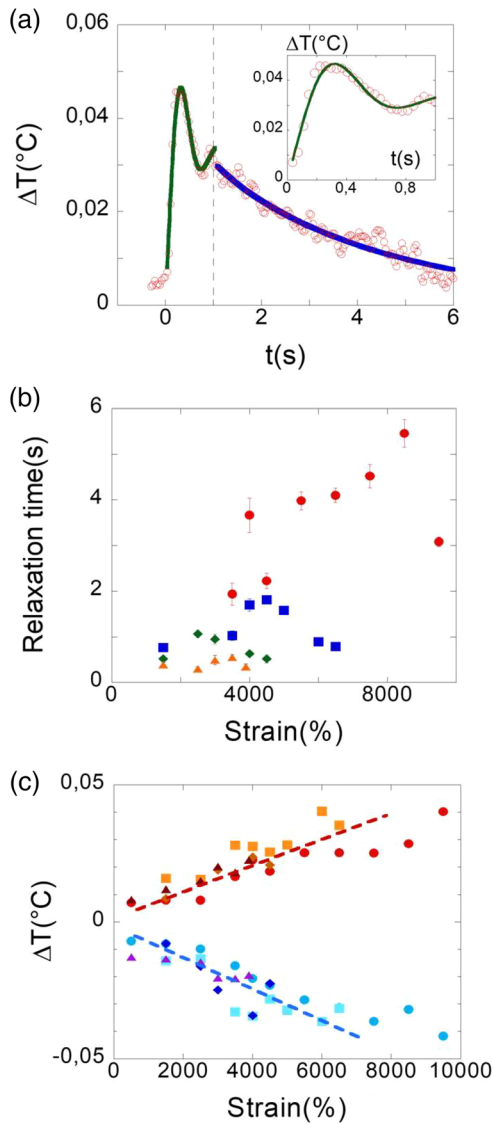 (a)
0,06
0,04
0,02
0
ΔT(°C)
0 2 4 6
t(s)
ΔT(°C)
0,04
0,02
0
t(s)
0,4 0,8
(b)
6
4
2
0
Relaxation time(s)
0 4000 8000
Strain(%)
(c)
0,05
0
-0,05
ΔT(°C)
0 2000 4000 6000 8000 10000
Strain(%)